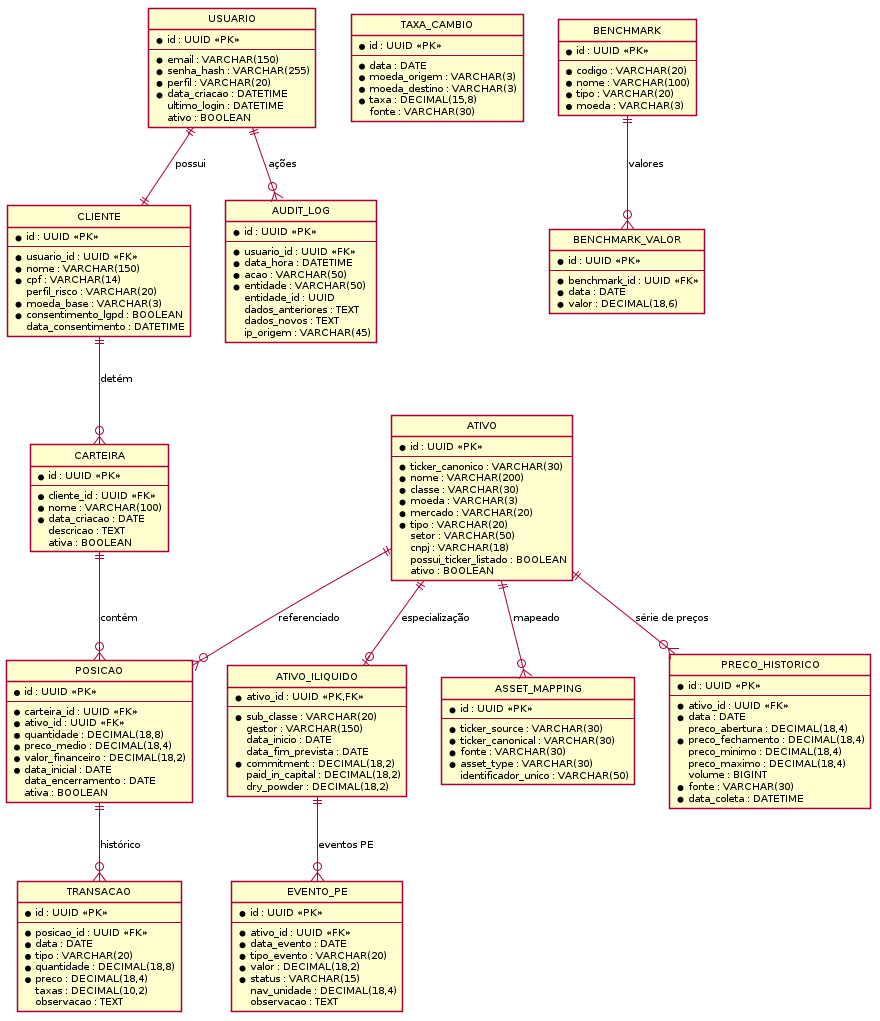 USUARIO
● id : UUID «PK»
● email : VARCHAR(150)
● senha_hash : VARCHAR(255)
● perfil : VARCHAR(20)
● data_criacao : DATETIME
ultimo_login : DATETIME
ativo : BOOLEAN
TAXA_CAMBIO
● id : UUID «PK»
● data : DATE
● moeda_origem : VARCHAR(3)
● moeda_destino : VARCHAR(3)
● taxa : DECIMAL(15,8)
fonte : VARCHAR(30)
BENCHMARK
● id : UUID «PK»
● codigo : VARCHAR(20)
● nome : VARCHAR(100)
● tipo : VARCHAR(20)
● moeda : VARCHAR(3)
possui
ações
valores
CLIENTE
● id : UUID «PK»
● usuario_id : UUID «FK»
● nome : VARCHAR(150)
● cpf : VARCHAR(14)
perfil_risco : VARCHAR(20)
● moeda_base : VARCHAR(3)
● consentimento_lgpd : BOOLEAN
data_consentimento : DATETIME
AUDIT_LOG
● id : UUID «PK»
● usuario_id : UUID «FK»
● data_hora : DATETIME
● acao : VARCHAR(50)
● entidade : VARCHAR(50)
entidade_id : UUID
dados_anteriores : TEXT
dados_novos : TEXT
ip_origem : VARCHAR(45)
BENCHMARK_VALOR
● id : UUID «PK»
● benchmark_id : UUID «FK»
● data : DATE
● valor : DECIMAL(18,6)
detém
CARTEIRA
● id : UUID «PK»
● cliente_id : UUID «FK»
● nome : VARCHAR(100)
● data_criacao : DATE
descricao : TEXT
ativa : BOOLEAN
ATIVO
● id : UUID «PK»
● ticker_canonico : VARCHAR(30)
● nome : VARCHAR(200)
● classe : VARCHAR(30)
● moeda : VARCHAR(3)
● mercado : VARCHAR(20)
● tipo : VARCHAR(20)
setor : VARCHAR(50)
cnpj : VARCHAR(18)
possui_ticker_listado : BOOLEAN
ativo : BOOLEAN
contém
referenciado
especialização
mapeado
série de preços
POSICAO
● id : UUID «PK»
● carteira_id : UUID «FK»
● ativo_id : UUID «FK»
● quantidade : DECIMAL(18,8)
● preco_medio : DECIMAL(18,4)
● valor_financeiro : DECIMAL(18,2)
● data_inicial : DATE
data_encerramento : DATE
ativa : BOOLEAN
ATIVO_ILIQUIDO
● ativo_id : UUID «PK,FK»
● sub_classe : VARCHAR(20)
gestor : VARCHAR(150)
data_inicio : DATE
data_fim_prevista : DATE
● commitment : DECIMAL(18,2)
paid_in_capital : DECIMAL(18,2)
dry_powder : DECIMAL(18,2)
ASSET_MAPPING
● id : UUID «PK»
● ticker_source : VARCHAR(30)
● ticker_canonical : VARCHAR(30)
● fonte : VARCHAR(30)
● asset_type : VARCHAR(30)
identificador_unico : VARCHAR(50)
PRECO_HISTORICO
● id : UUID «PK»
● ativo_id : UUID «FK»
● data : DATE
preco_abertura : DECIMAL(18,4)
● preco_fechamento : DECIMAL(18,4)
preco_minimo : DECIMAL(18,4)
preco_maximo : DECIMAL(18,4)
volume : BIGINT
● fonte : VARCHAR(30)
● data_coleta : DATETIME
histórico
eventos PE
TRANSACAO
● id : UUID «PK»
● posicao_id : UUID «FK»
● data : DATE
● tipo : VARCHAR(20)
● quantidade : DECIMAL(18,8)
● preco : DECIMAL(18,4)
taxas : DECIMAL(10,2)
observacao : TEXT
EVENTO_PE
● id : UUID «PK»
● ativo_id : UUID «FK»
● data_evento : DATE
● tipo_evento : VARCHAR(20)
● valor : DECIMAL(18,2)
● status : VARCHAR(15)
nav_unidade : DECIMAL(18,4)
observacao : TEXT